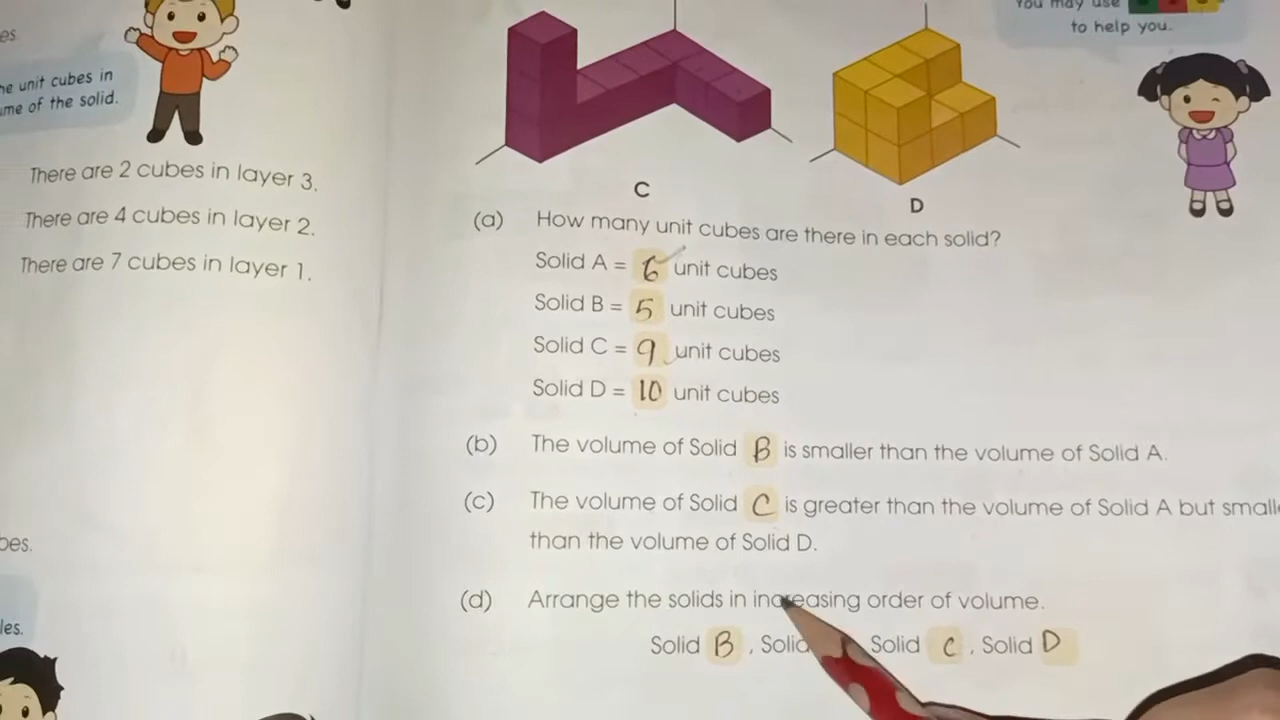 es.
he unit cubes in
me of the solid.
There are 2 cubes in layer 3.
There are 4 cubes in layer 2.
There are 7 cubes in layer 1.
bes.
les.
You may use
to help you.
C
D
(a) How many unit cubes are there in each solid?
Solid A = 6 unit cubes
Solid B = 5 unit cubes
Solid C = 9 unit cubes
Solid D = 10 unit cubes
(b) The volume of Solid B is smaller than the volume of Solid A.
(c) The volume of Solid C is greater than the volume of Solid A but small
than the volume of Solid D.
(d) Arrange the solids in increasing order of volume.
Solid B , Solid Solid C , Solid D